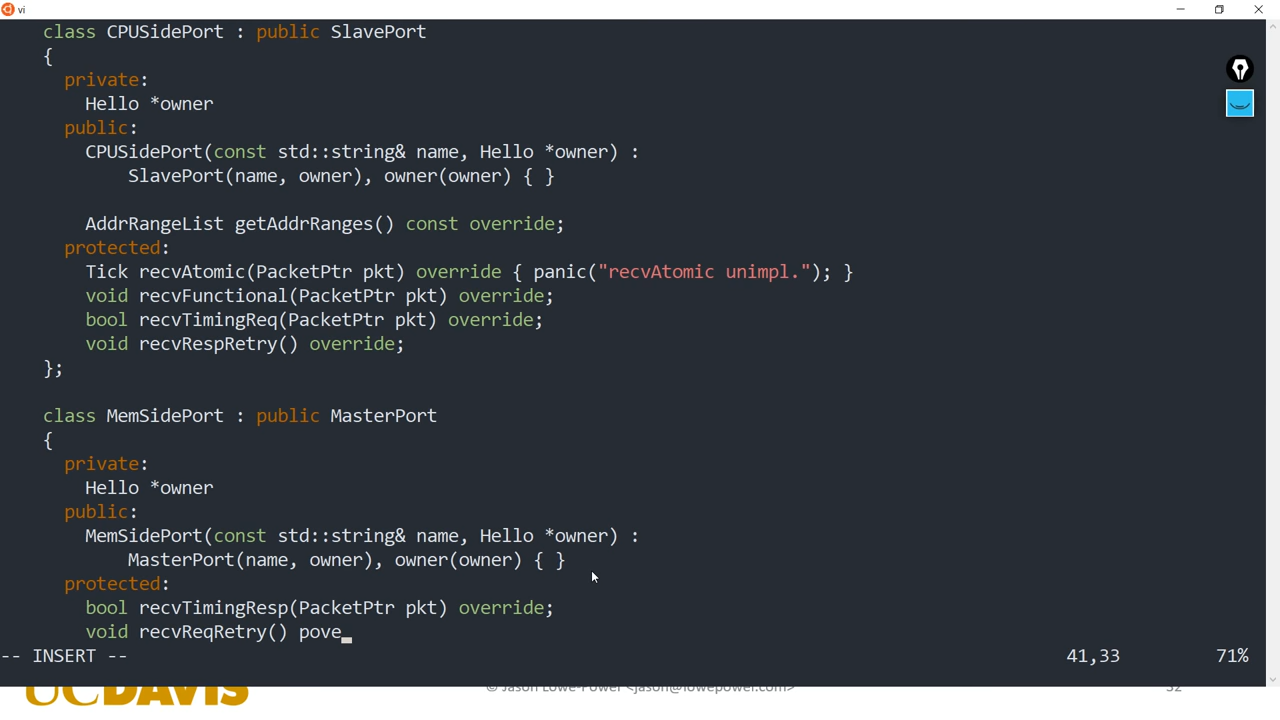 vi
class CPUSidePort : public SlavePort
{
private:
Hello *owner
public:
CPUSidePort(const std::string& name, Hello *owner) :
SlavePort(name, owner), owner(owner) { }
AddrRangeList getAddrRanges() const override;
protected:
Tick recvAtomic(PacketPtr pkt) override { panic("recvAtomic unimpl."); }
void recvFunctional(PacketPtr pkt) override;
bool recvTimingReq(PacketPtr pkt) override;
void recvRespRetry() override;
};
class MemSidePort : public MasterPort
{
private:
Hello *owner
public:
MemSidePort(const std::string& name, Hello *owner) :
MasterPort(name, owner), owner(owner) { }
protected:
bool recvTimingResp(PacketPtr pkt) override;
void recvReqRetry() pove
-- INSERT -- 41,33 71%
UCDAVIS © Jason Lowe-Power <jason@lowepower.com> 32